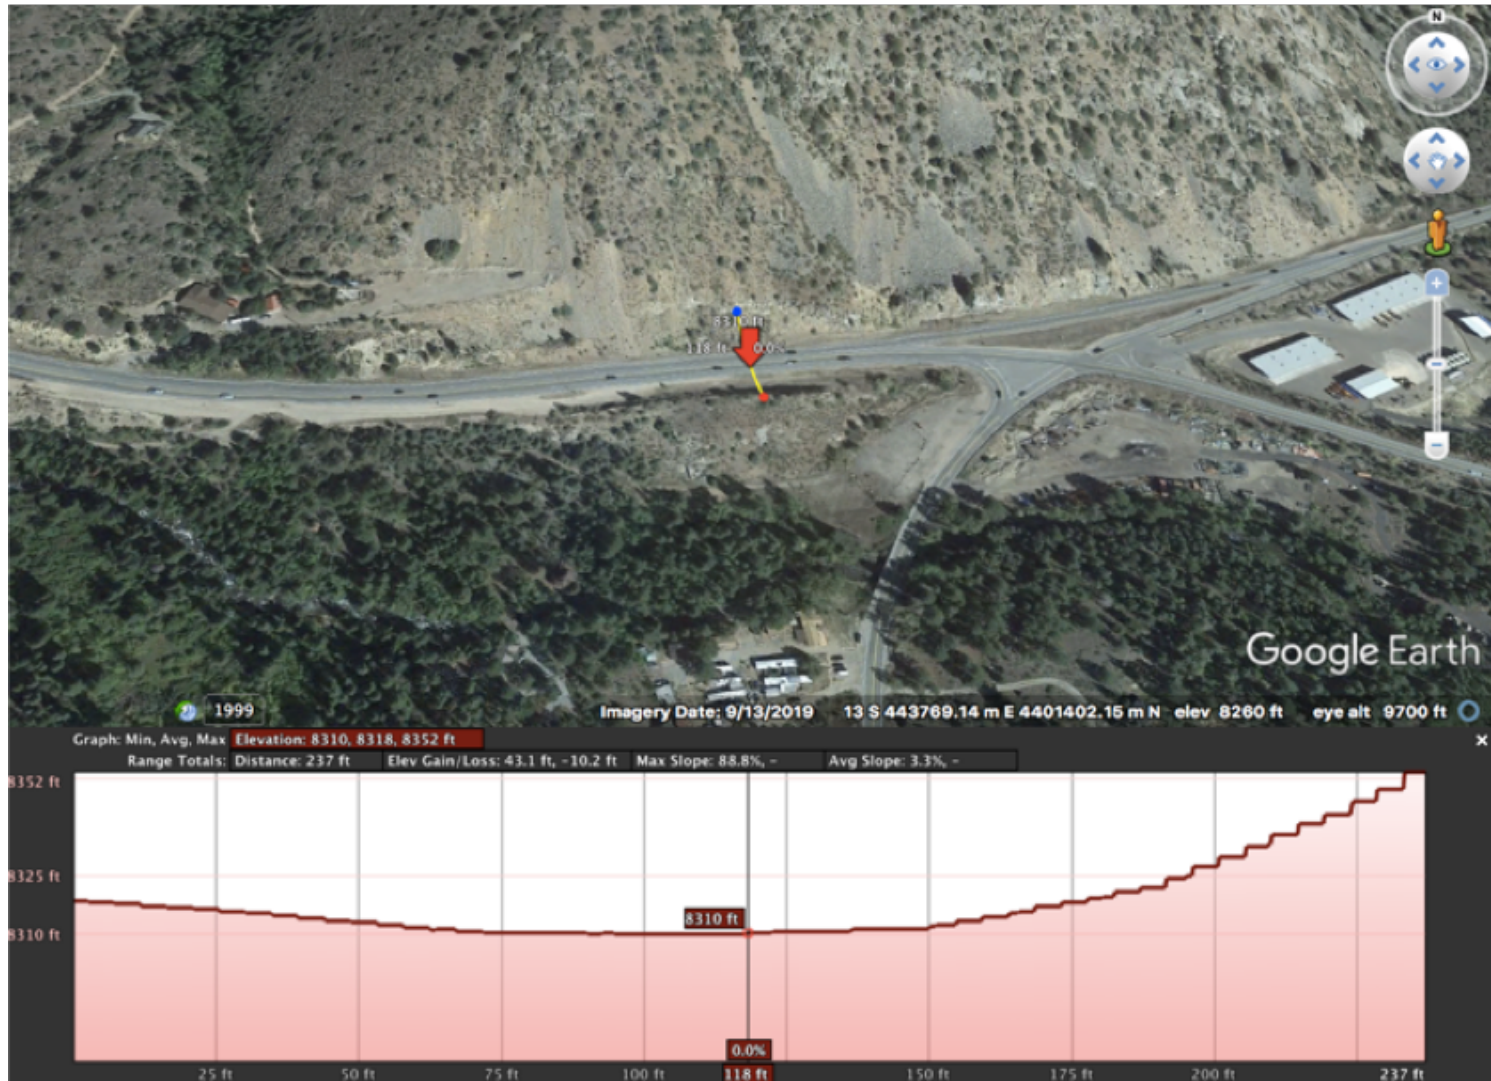 N
8310 ft
118 ft 0.0%
Google Earth
1999
Imagery Date: 9/13/2019 13 S 443769.14 m E 4401402.15 m N elev 8260 ft eye alt 9700 ft
Graph: Min, Avg, Max Elevation: 8310, 8318, 8352 ft
Range Totals: Distance: 237 ft Elev Gain/Loss: 43.1 ft, -10.2 ft Max Slope: 88.8%, - Avg Slope: 3.3%, -
8352 ft
8325 ft
8310 ft
8310 ft
0.0%
25 ft 50 ft 75 ft 100 ft 118 ft 150 ft 175 ft 200 ft 237 ft